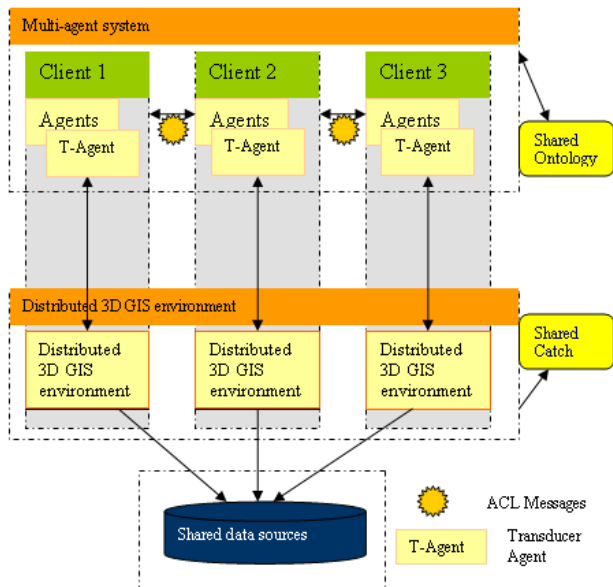 Multi-agent system
Client 1
Client 2
Client 3
Agents
Agents
Agents
T-Agent
T-Agent
T-Agent
Shared
Ontology
Distributed 3D GIS environment
Distributed
3D GIS
environment
Distributed
3D GIS
environment
Distributed
3D GIS
environment
Shared
Catch
Shared data sources
ACL Messages
T-Agent
Transducer
Agent